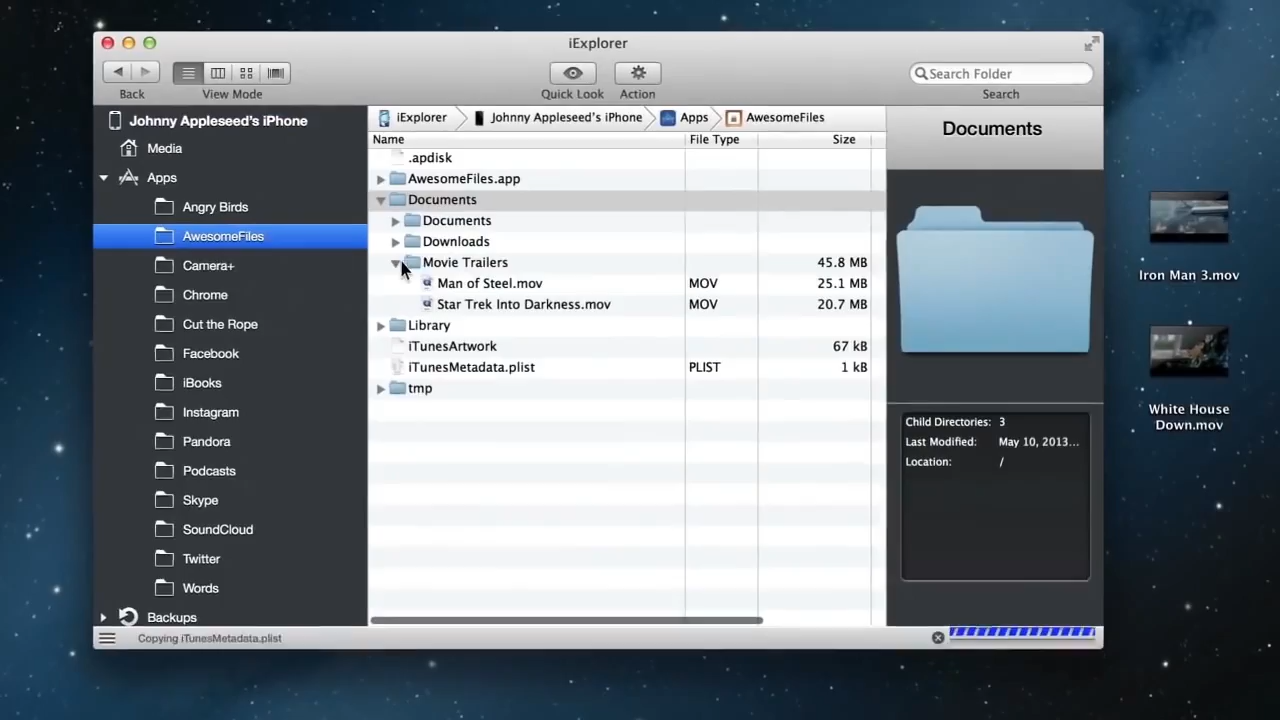 iExplorer
Back
View Mode
Quick Look
Action
Search Folder
Search
Johnny Appleseed's iPhone
Media
Apps
Angry Birds
AwesomeFiles
Camera+
Chrome
Cut the Rope
Facebook
iBooks
Instagram
Pandora
Podcasts
Skype
SoundCloud
Twitter
Words
Backups
iExplorer Johnny Appleseed's iPhone Apps AwesomeFiles
Name File Type Size
.apdisk
AwesomeFiles.app
Documents
Documents
Downloads
Movie Trailers 45.8 MB
Man of Steel.mov MOV 25.1 MB
Star Trek Into Darkness.mov MOV 20.7 MB
Library
iTunesArtwork 67 kB
iTunesMetadata.plist PLIST 1 kB
tmp
Documents
Child Directories: 3
Last Modified: May 10, 2013...
Location: /
Copying iTunesMetadata.plist
Iron Man 3.mov
White House
Down.mov